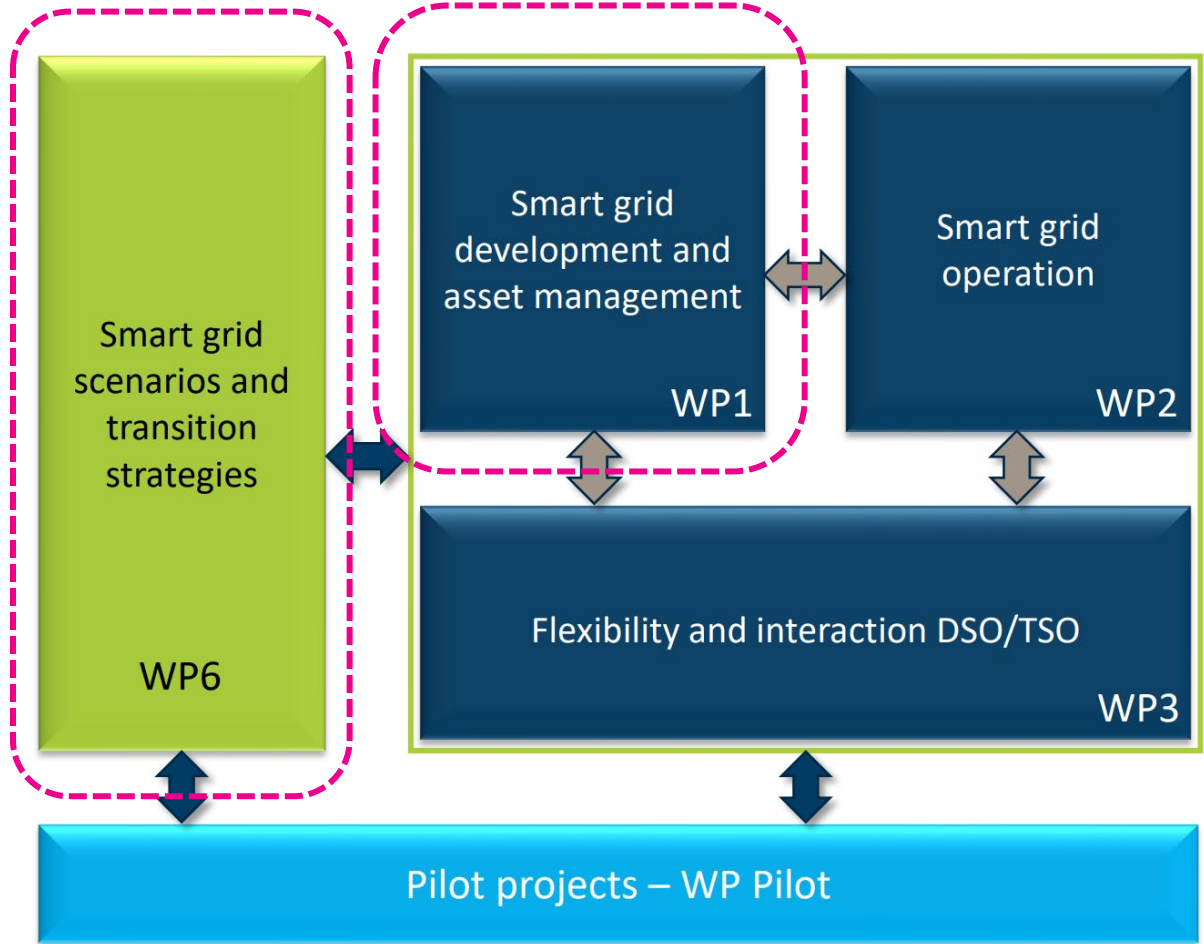 Smart grid
scenarios and
transition
strategies
WP6
Smart grid
development and
asset management
WP1
Smart grid
operation
WP2
Flexibility and interaction DSO/TSO
WP3
Pilot projects – WP Pilot